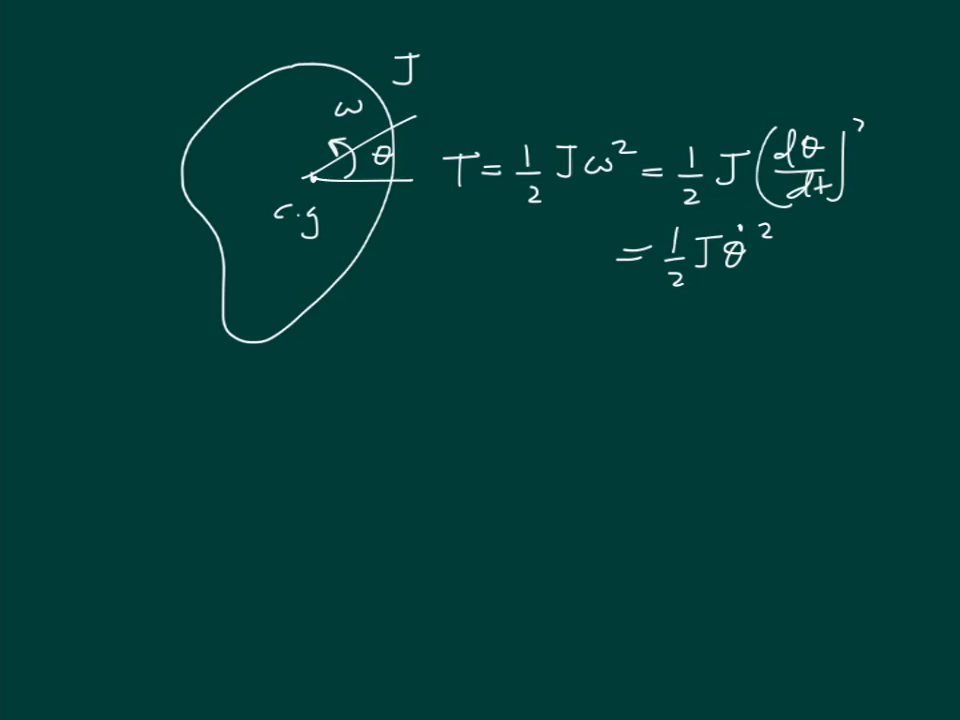 J
ω
θ
c.g
T = 1/2 Jω² = 1/2 J(dθ/dt)²
= 1/2 Jθ̇²